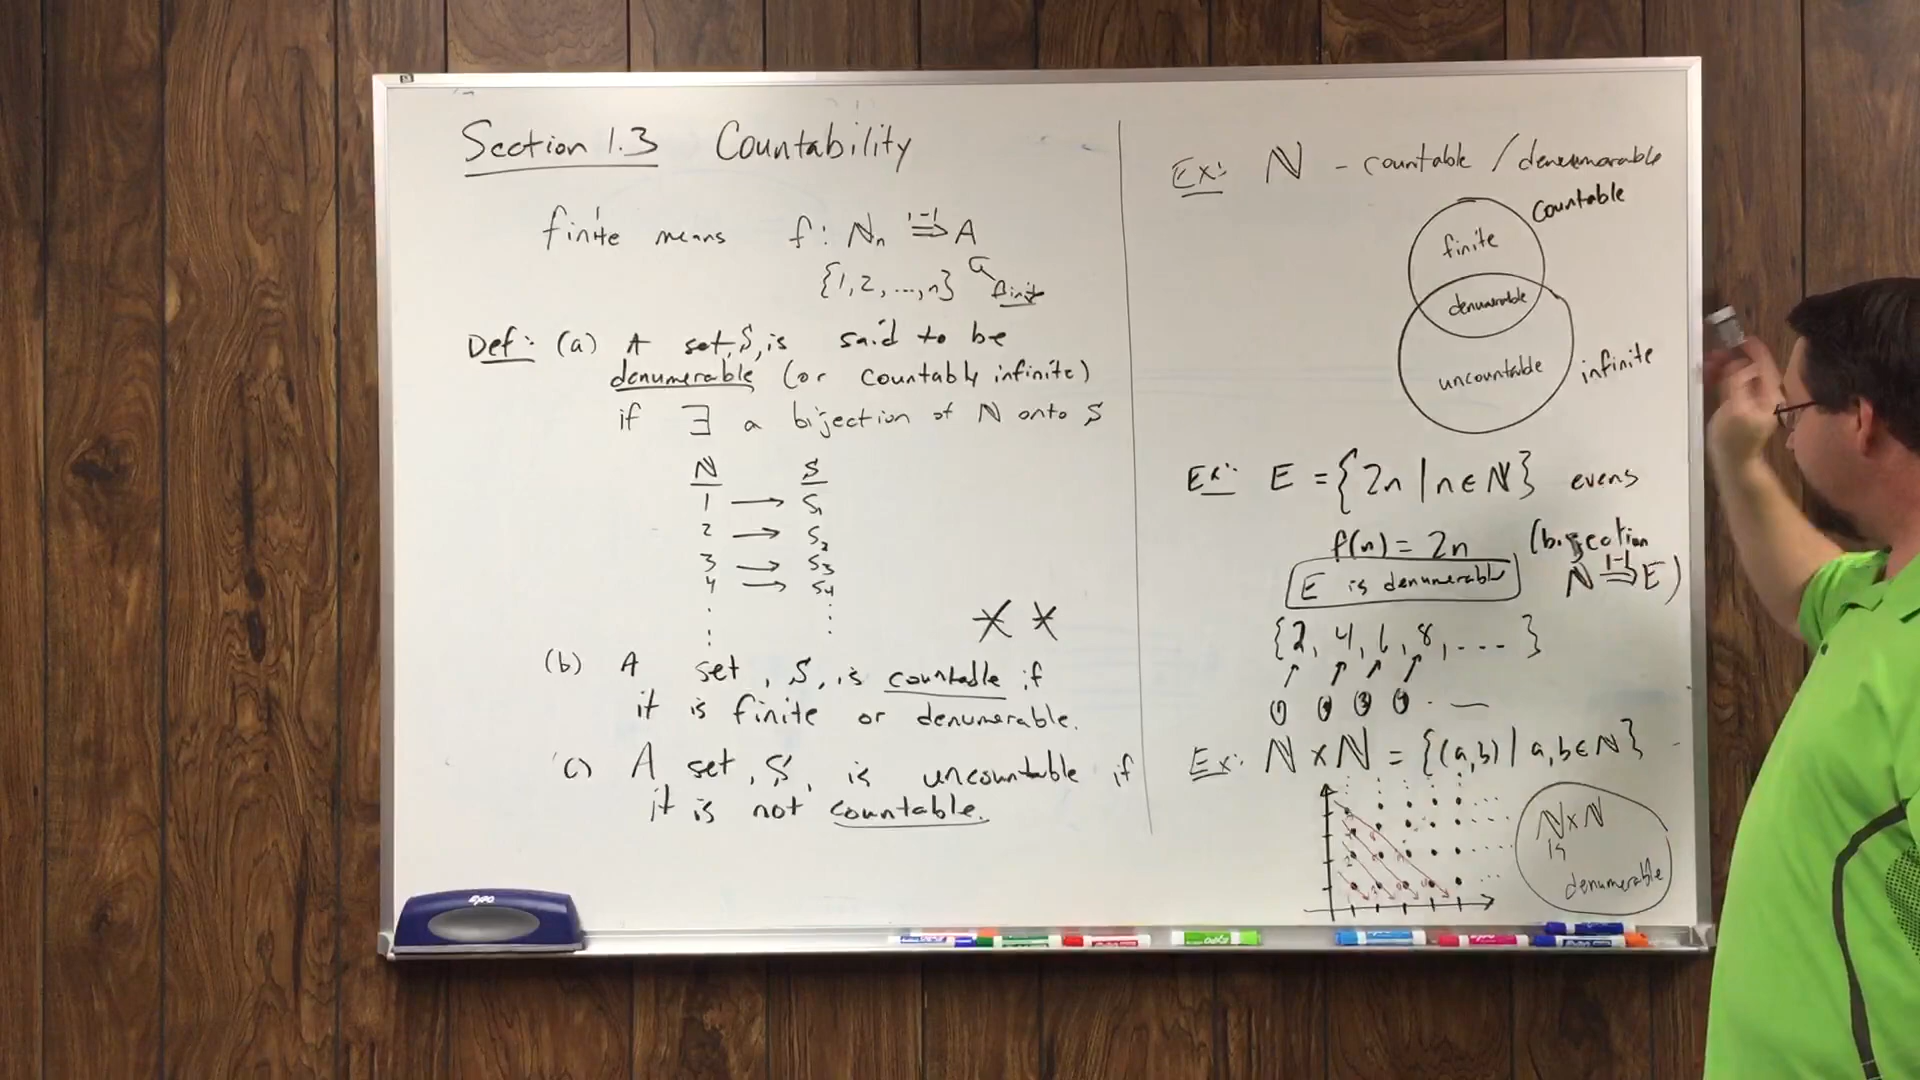 Section 1.3 Countability
finite means f: ℕₙ 1-1⇒ A
{1,2,...,n}
finite
Def: (a) A set, S, is said to be
denumerable (or countably infinite)
if ∃ a bijection of ℕ onto S
ℕ S
1 → S₁
2 → S₂
3 → S₃
4 → S₄
⋮ ⋮
* *
(b) A set, S, is countable if
it is finite or denumerable.
(c) A set, S, is uncountable if
it is not countable.
Ex: ℕ - countable / denumerable
Countable
finite
denumerable
uncountable
infinite
Ex: E = {2n | n ∈ ℕ} evens
f(n) = 2n (bijection
ℕ 1-1⇒ E)
E is denumerable
{2, 4, 6, 8, ....}
↗ ↗ ↗ ↗
① ② ③ ④ . —
Ex: ℕ x ℕ = {(a,b) | a,b ∈ ℕ}
ℕ x ℕ
is
denumerable
EXPO